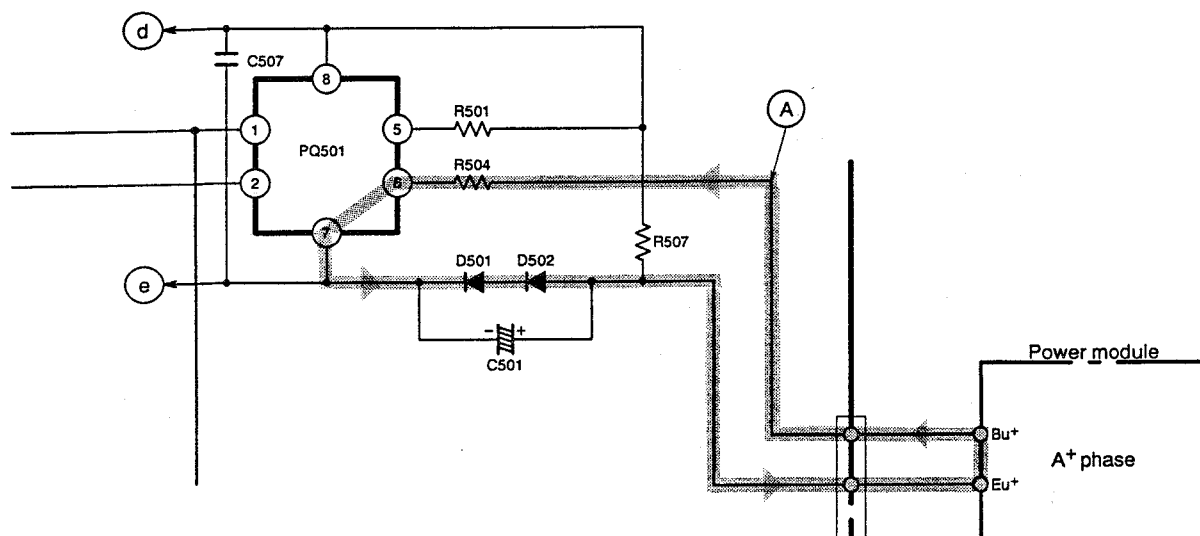 d
C507
8
A
R501
1
5
PQ501
R504
2
6
7
R507
D501
D502
e
−
+
C501
Power module
Bu+
A+ phase
Eu+